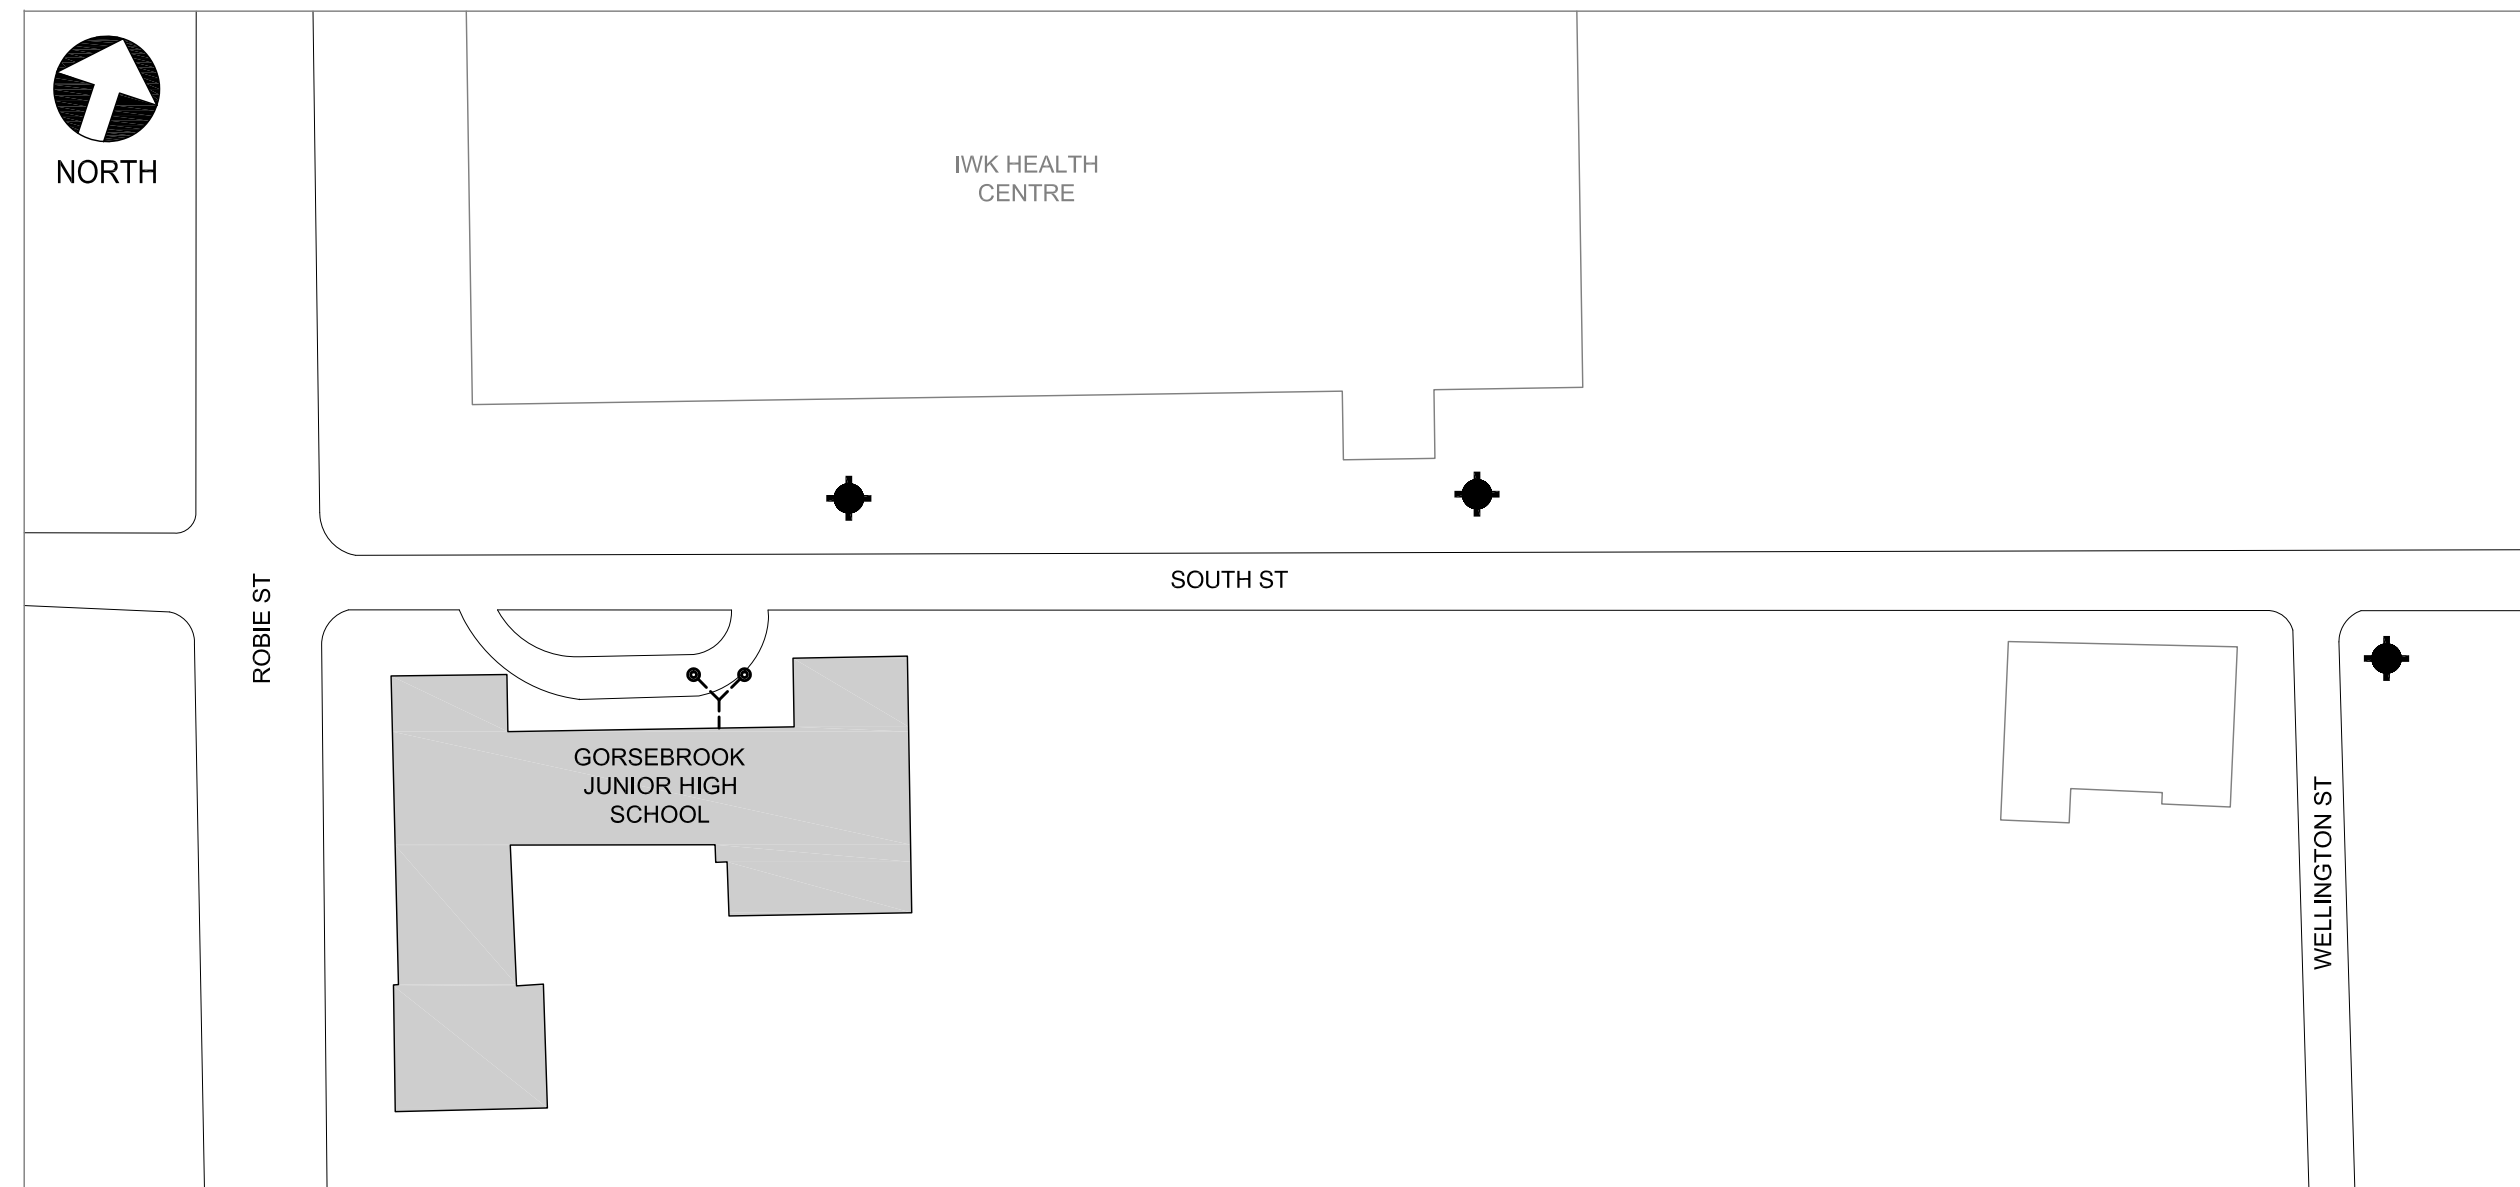 NORTH
IWK HEALTH
CENTRE
SOUTH ST
ROBIE ST
GORSEBROOK
JUNIOR HIGH
SCHOOL
WELLINGTON ST